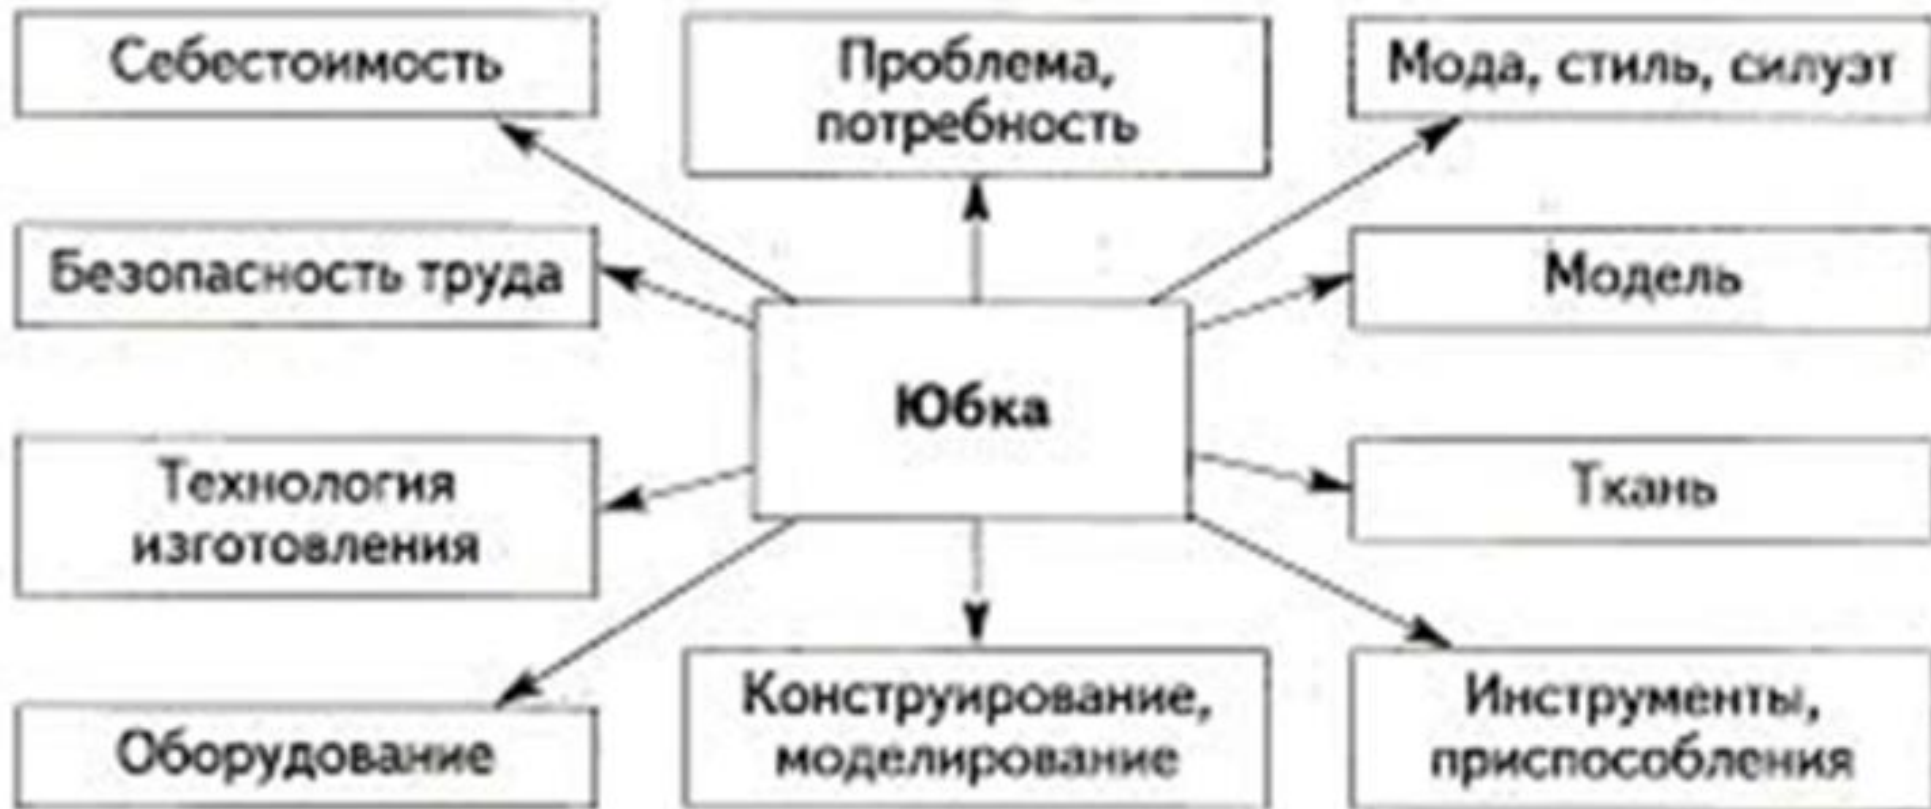 Себестоимость
Проблема,
потребность
Мода, стиль, силуэт
Безопасность труда
Модель
Юбка
Технология
изготовления
Ткань
Оборудование
Конструирование,
моделирование
Инструменты,
приспособления